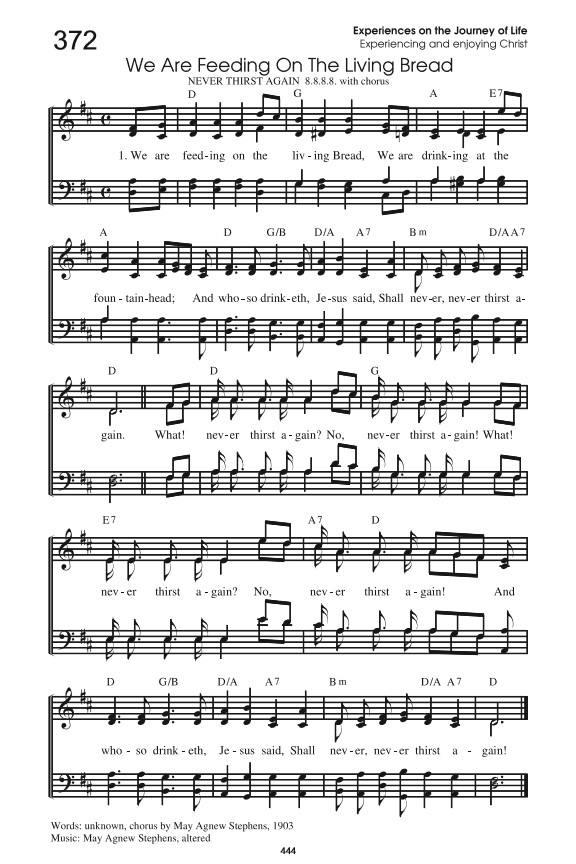 372
Experiences on the Journey of Life
Experiencing and enjoying Christ
We Are Feeding On The Living Bread
NEVER THIRST AGAIN 8.8.8.8. with chorus
D G A E7
1. We are feed-ing on the liv-ing Bread, We are drink-ing at the
A D G/B D/A A7 Bm D/A A7
foun-tain-head; And who-so drink-eth, Je-sus said, Shall nev-er, nev-er thirst a-
D D G
gain. What! nev-er thirst a-gain? No, nev-er thirst a-gain! What!
E7 A7 D
nev-er thirst a-gain? No, nev-er thirst a-gain! And
D G/B D/A A7 Bm D/A A7 D
who-so drink-eth, Je-sus said, Shall nev-er, nev-er thirst a-gain!
Words: unknown, chorus by May Agnew Stephens, 1903
Music: May Agnew Stephens, altered
444